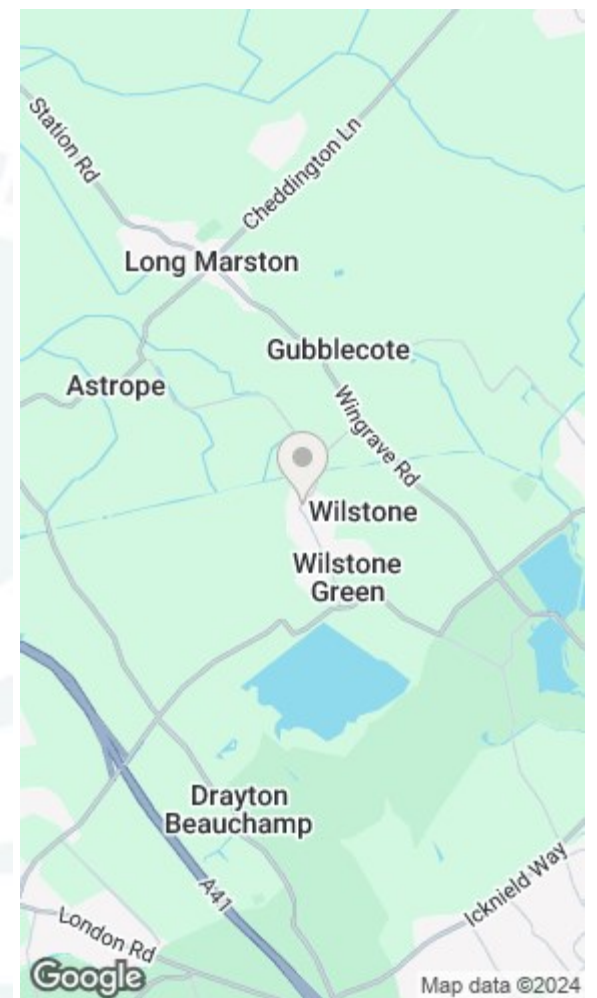 Station Rd
Cheddington Ln
Long Marston
Gubblecote
Astrope
Wingrave Rd
Wilstone
Wilstone
Green
Drayton
Beauchamp
A41
Icknield Way
London Rd
Google
Map data ©2024